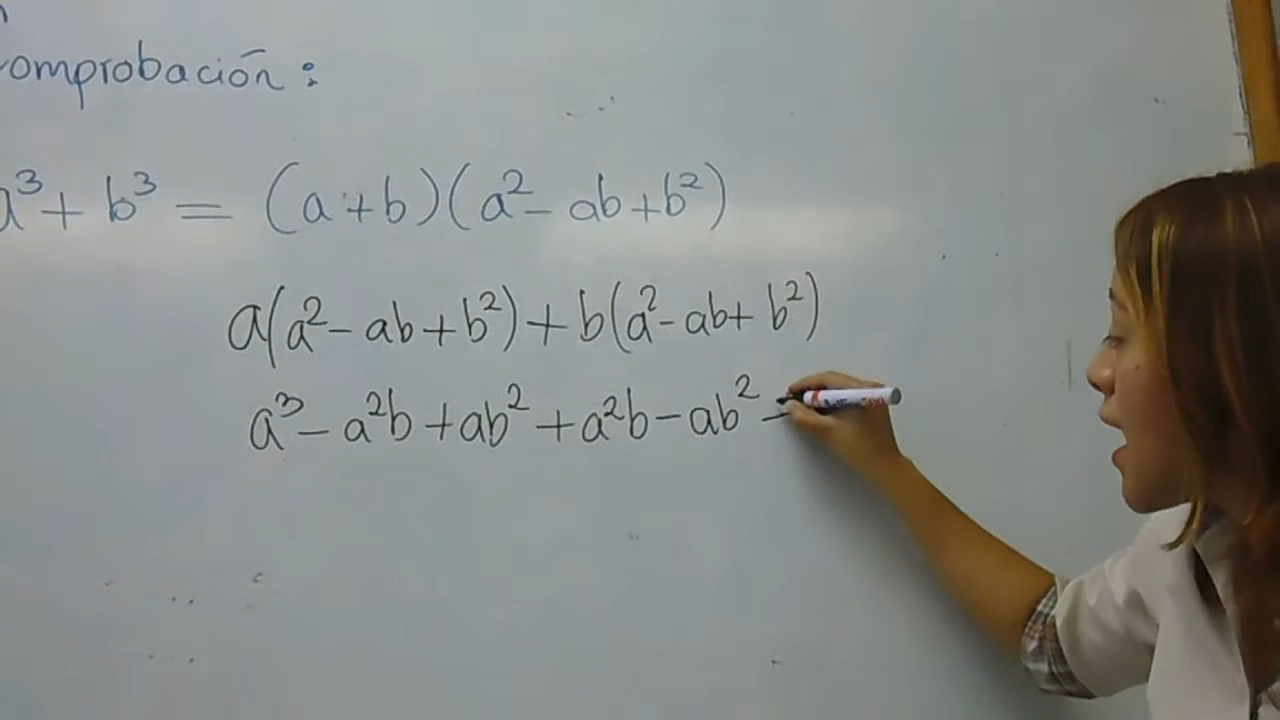 omprobación:
a³ + b³ = (a + b)(a² - ab + b²)
a(a² - ab + b²) + b(a² - ab + b²)
a³ - a²b + ab² + a²b - ab² -